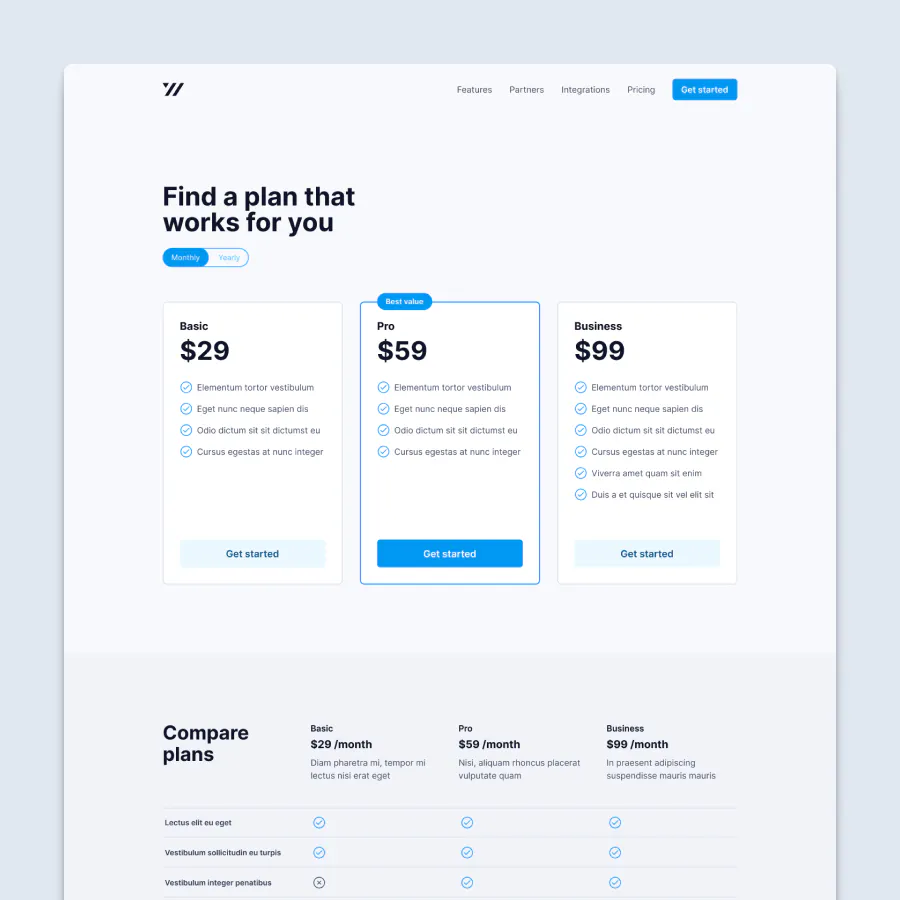 Features Partners Integrations Pricing Get started
Find a plan that
works for you
Monthly Yearly
Best value
Basic
$29
Elementum tortor vestibulum
Eget nunc neque sapien dis
Odio dictum sit sit dictumst eu
Cursus egestas at nunc integer
Get started
Pro
$59
Elementum tortor vestibulum
Eget nunc neque sapien dis
Odio dictum sit sit dictumst eu
Cursus egestas at nunc integer
Get started
Business
$99
Elementum tortor vestibulum
Eget nunc neque sapien dis
Odio dictum sit sit dictumst eu
Cursus egestas at nunc integer
Viverra amet quam sit enim
Duis a et quisque sit vel elit sit
Get started
Compare
plans
Basic
$29 /month
Diam pharetra mi, tempor mi
lectus nisi erat eget
Pro
$59 /month
Nisi, aliquam rhoncus placerat
vulputate quam
Business
$99 /month
In praesent adipiscing
suspendisse mauris mauris
Lectus elit eu eget
Vestibulum sollicitudin eu turpis
Vestibulum integer penatibus